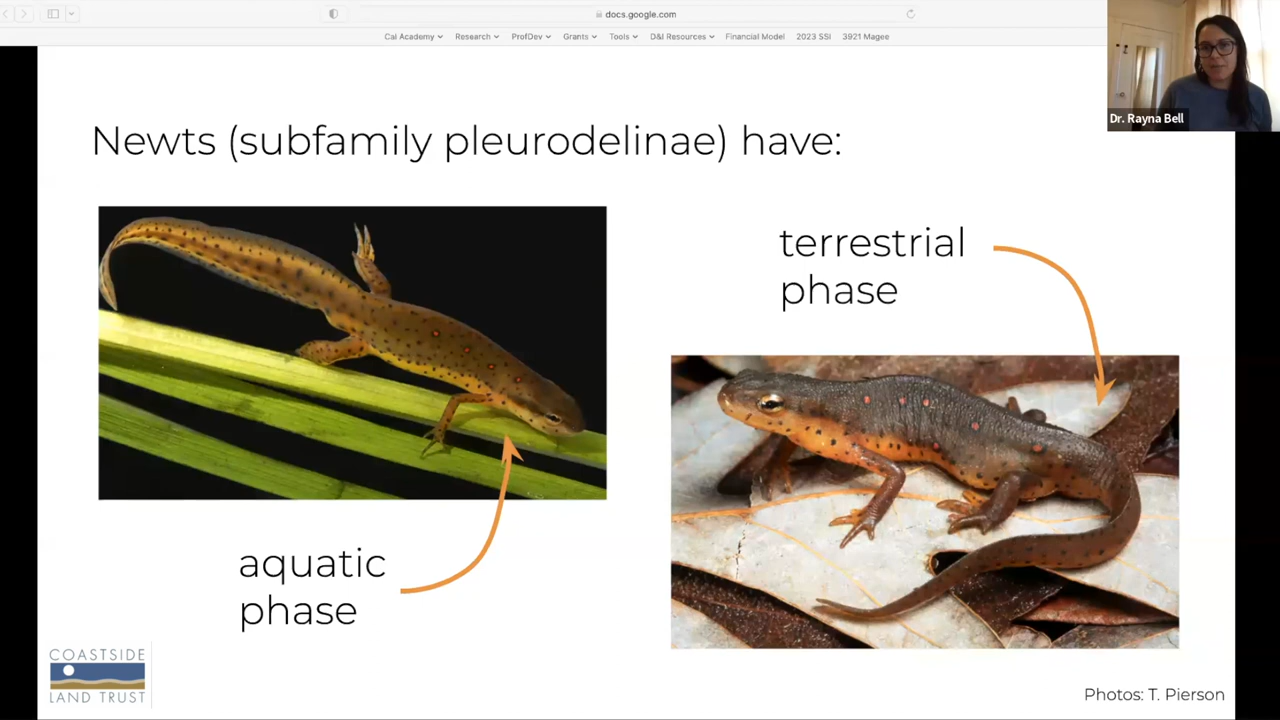 docs.google.com
Cal Academy Research ProfDev Grants Tools D&I Resources Financial Model 2023 SSI 3921 Magee
Dr. Rayna Bell
Newts (subfamily pleurodelinae) have:
terrestrial
phase
aquatic
phase
COASTSIDE
LAND TRUST
Photos: T. Pierson